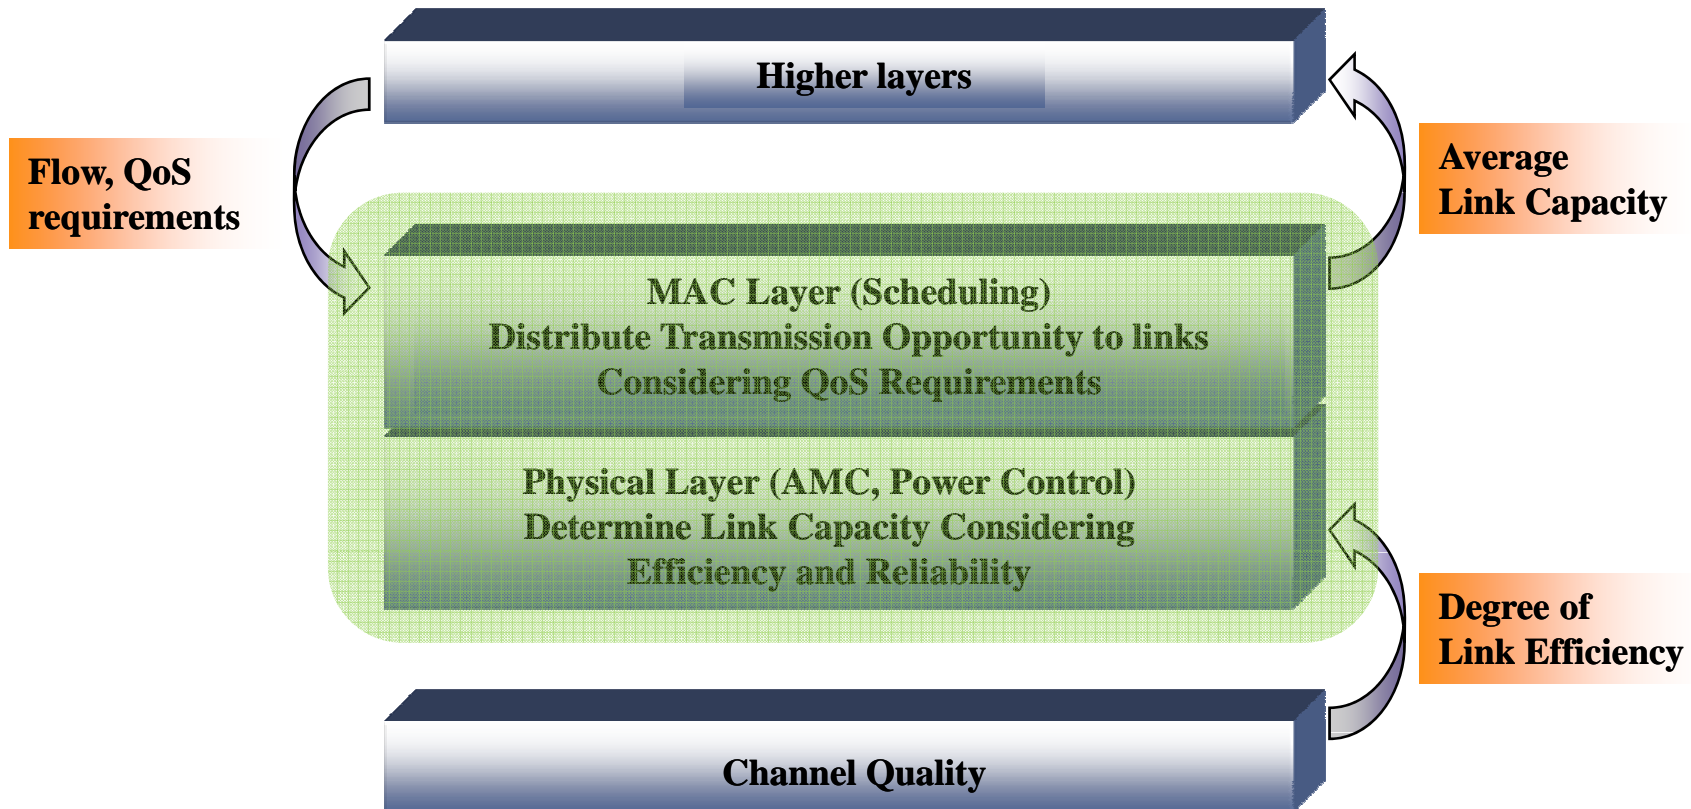 Higher layers
Flow, QoS
requirements
Average
Link Capacity
MAC Layer (Scheduling)
Distribute Transmission Opportunity to links
Considering QoS Requirements
Physical Layer (AMC, Power Control)
Determine Link Capacity Considering
Efficiency and Reliability
Degree of
Link Efficiency
Channel Quality